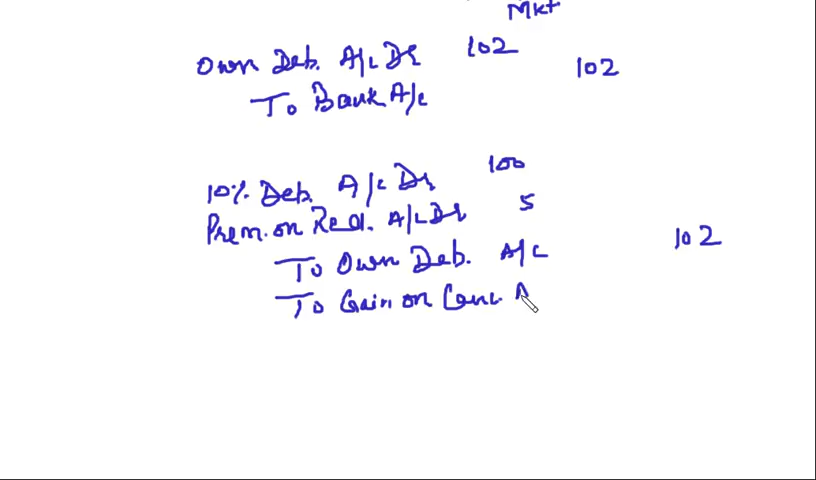 Mkt
Own Deb. A/c Dr 102
To Bank A/c 102
10% Deb. A/c Dr 100
Prem. on Red. A/c Dr 5
To Own Deb. A/c 102
To Gain on Canc. A